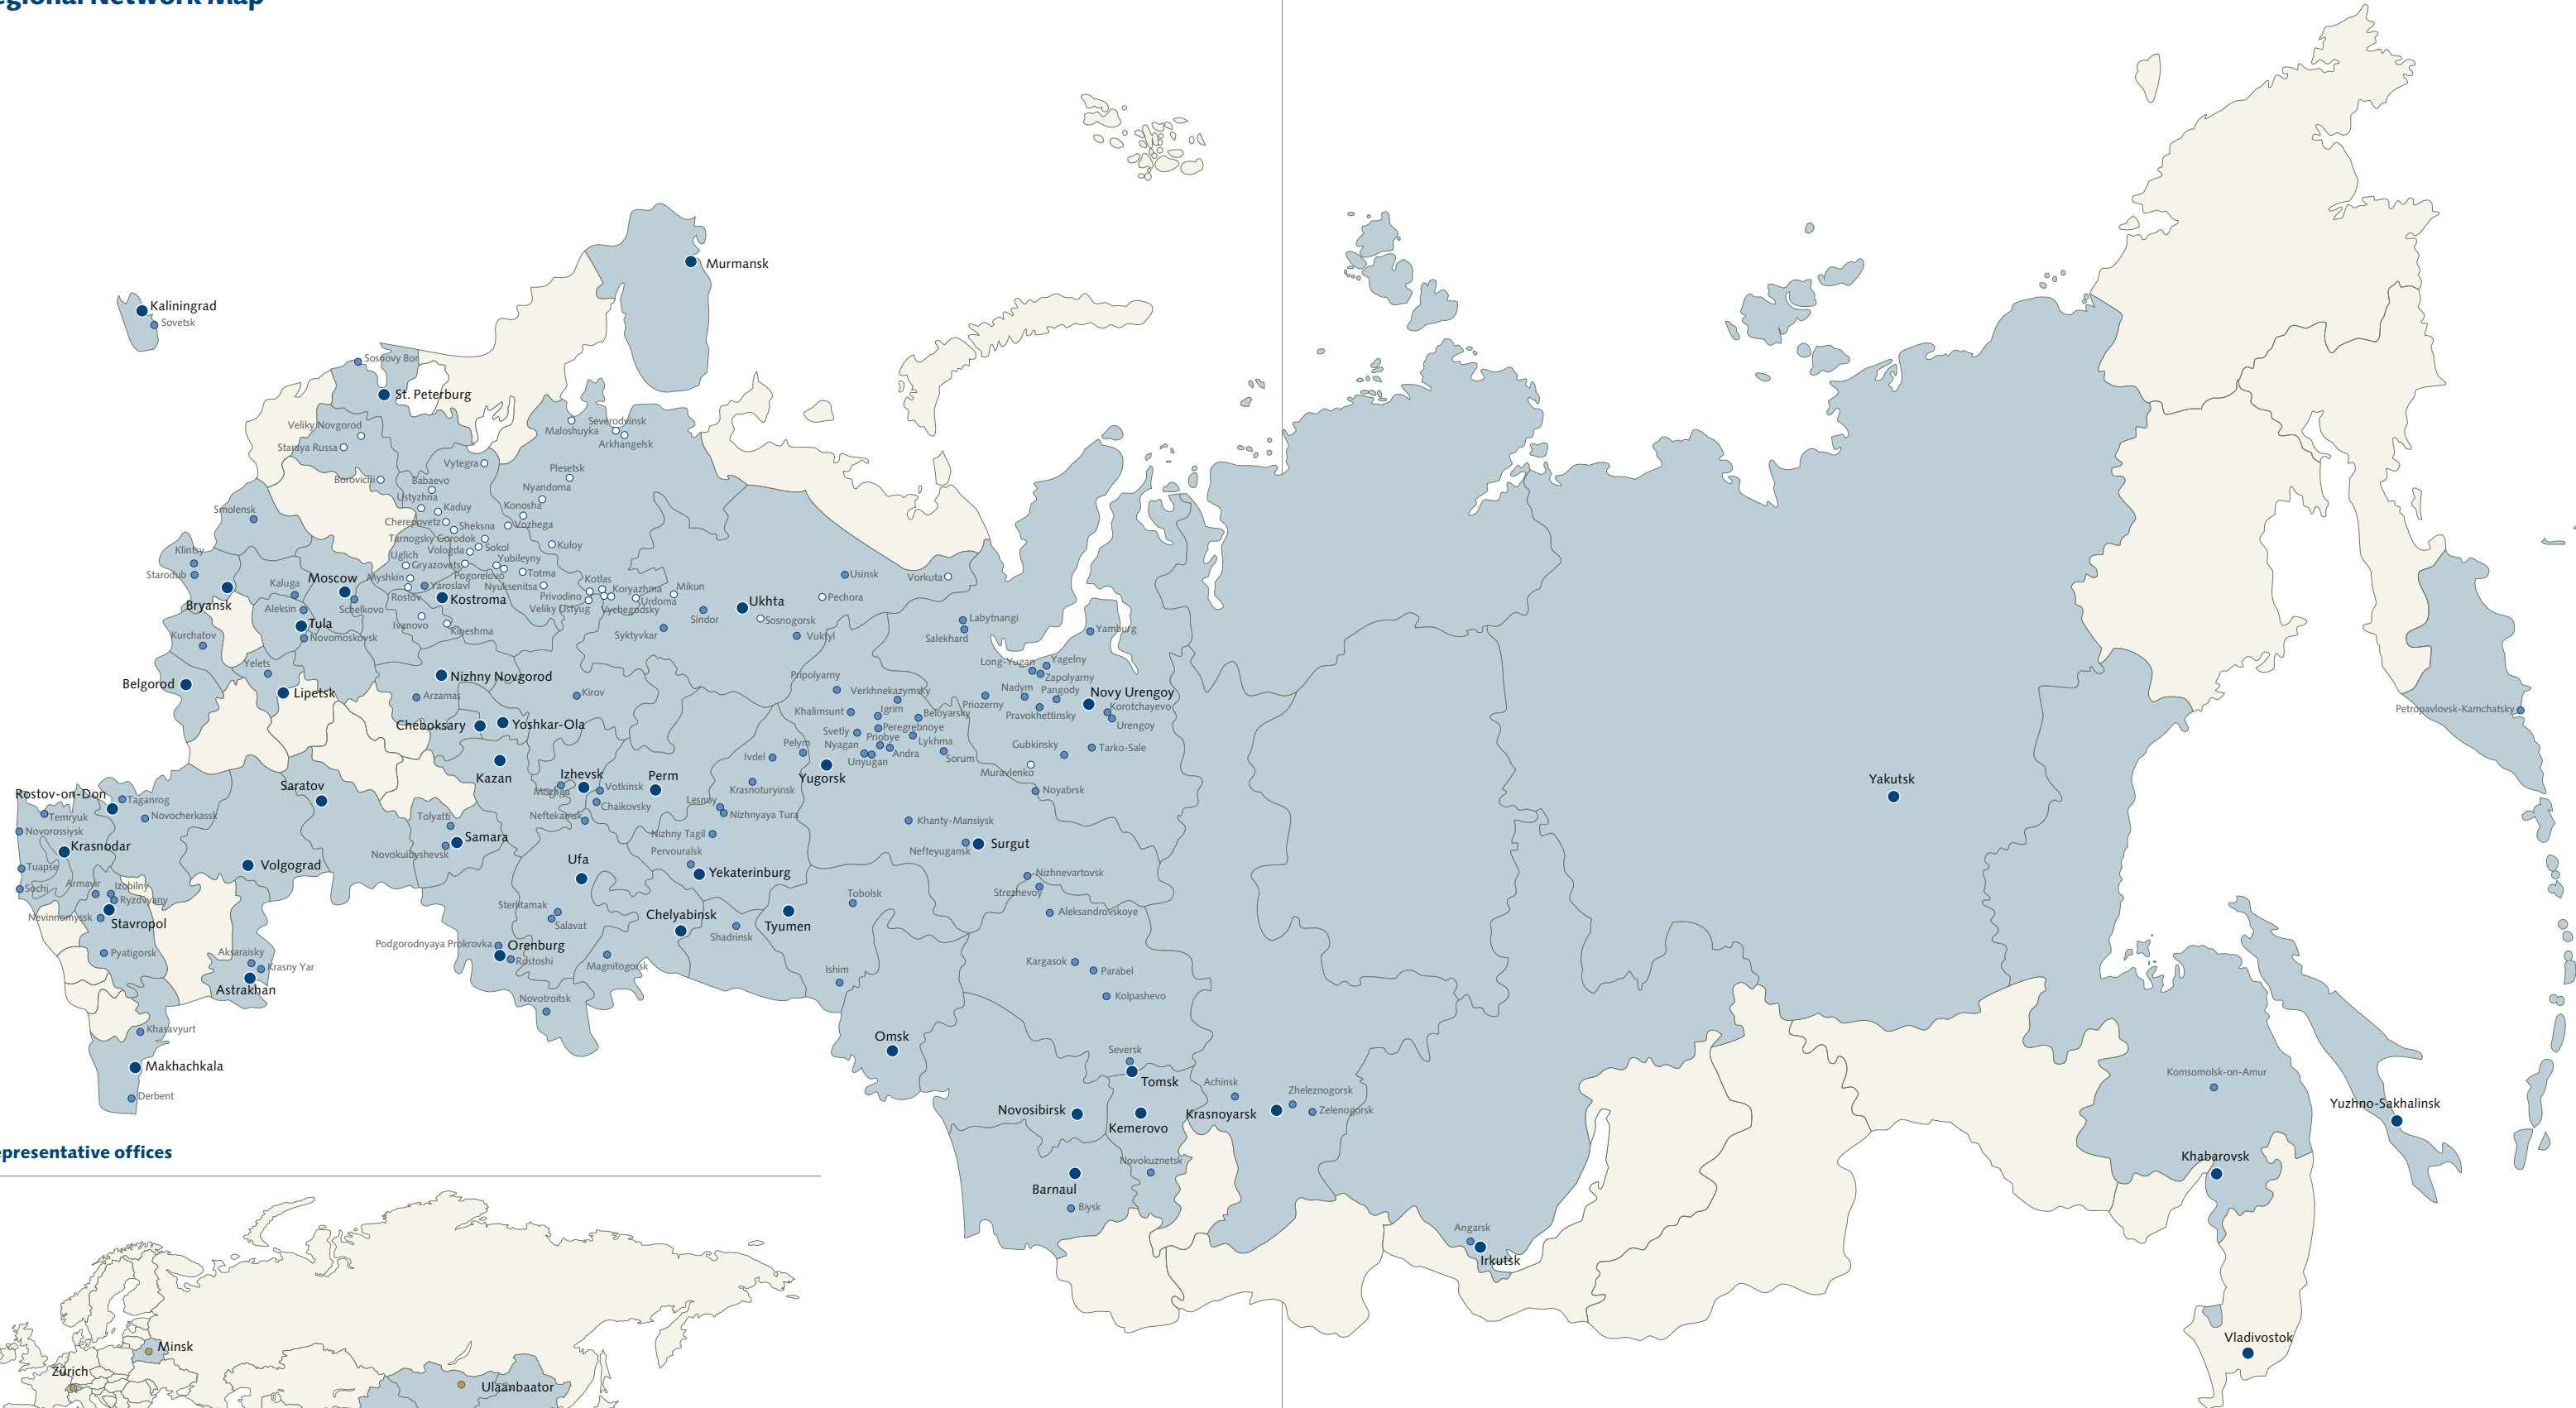 egional Network Map
Murmansk
Kaliningrad
Sovetsk
Sosnovy Bor
St. Peterburg
Veliky Novgorod
Staraya Russa
Borovichi
Maloshuyka
Severodvinsk
Arkhangelsk
Vytegra
Plesetsk
Babaevo
Nyandoma
Ustyzhna
Kaduy
Konosha
Cherepovetz
Sheksna
Vozhega
Tarnogsky Gorodok
Vologda
Sokol
Kuloy
Uglich
Gryazovets
Yubileyny
Myshkin
Pogorelovo
Totma
Yaroslavl
Nyuksenitsa
Rostov
Kostroma
Privodino
Kotlas
Koryazhma
Veliky Ustyug
Vychegodsky
Urdoma
Mikun
Ivanovo
Kineshma
Smolensk
Klintsy
Starodub
Bryansk
Kaluga
Moscow
Aleksin
Schelkovo
Tula
Novomoskovsk
Kurchatov
Yelets
Belgorod
Lipetsk
Nizhny Novgorod
Arzamas
Kirov
Cheboksary
Yoshkar-Ola
Kazan
Usinsk
Vorkuta
Pechora
Ukhta
Sosnogorsk
Sindor
Syktyvkar
Vuktyl
Labytnangi
Salekhard
Yamburg
Long-Yugan
Yagelny
Zapolyarny
Nadym
Pangody
Novy Urengoy
Priozerny
Pravokhettinsky
Korotchayevo
Urengoy
Pripolyarny
Verkhnekazymsky
Khalimsunt
Igrim
Beloyarsky
Svetly
Peregrebnoye
Priobye
Nyagan
Lykhma
Andra
Unyugan
Sorum
Gubkinsky
Tarko-Sale
Muravlenko
Noyabrsk
Pelym
Ivdel
Yugorsk
Krasnoturyinsk
Izhevsk
Mozhga
Votkinsk
Chaikovsky
Neftekamsk
Perm
Lesnoy
Nizhnyaya Tura
Nizhny Tagil
Pervouralsk
Yekaterinburg
Khanty-Mansiysk
Nefteyugansk
Surgut
Nizhnevartovsk
Strezhevoy
Aleksandrovskoye
Rostov-on-Don
Taganrog
Temryuk
Novocherkassk
Novorossiysk
Krasnodar
Tuapse
Sochi
Armavir
Izobilny
Ryzdvyany
Nevinnomyssk
Stavropol
Pyatigorsk
Saratov
Volgograd
Tolyatti
Samara
Novokuibyshevsk
Ufa
Sterlitamak
Salavat
Podgorodnyaya Prokrovka
Orenburg
Rostoshi
Magnitogorsk
Novotroitsk
Chelyabinsk
Shadrinsk
Tyumen
Tobolsk
Ishim
Aksaraisky
Krasny Yar
Astrakhan
Khasavyurt
Makhachkala
Derbent
Omsk
Kargasok
Parabel
Kolpashevo
Seversk
Tomsk
Novosibirsk
Kemerovo
Achinsk
Krasnoyarsk
Zheleznogorsk
Zelenogorsk
Novokuznetsk
Barnaul
Biysk
Angarsk
Irkutsk
Yakutsk
Petropavlovsk-Kamchatsky
Komsomolsk-on-Amur
Yuzhno-Sakhalinsk
Khabarovsk
Vladivostok
epresentative offices
Minsk
Zürich
Ulaanbaator